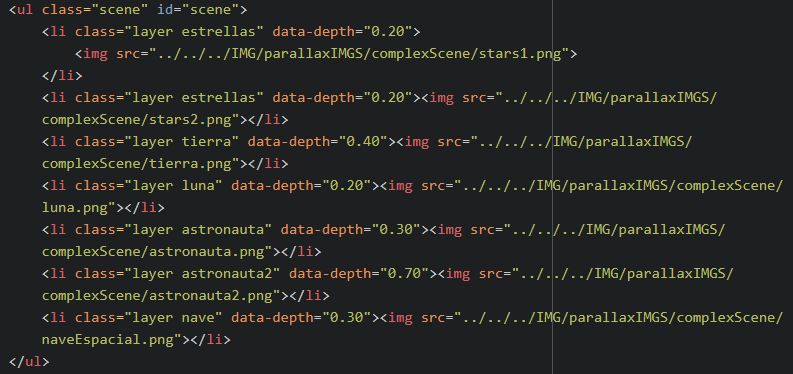 <ul class="scene" id="scene">
<li class="layer estrellas" data-depth="0.20">
<img src="../../../IMG/parallaxIMGS/complexScene/stars1.png">
</li>
<li class="layer estrellas" data-depth="0.20"><img src="../../../IMG/parallaxIMGS/
complexScene/stars2.png"></li>
<li class="layer tierra" data-depth="0.40"><img src="../../../IMG/parallaxIMGS/
complexScene/tierra.png"></li>
<li class="layer luna" data-depth="0.20"><img src="../../../IMG/parallaxIMGS/complexScene/
luna.png"></li>
<li class="layer astronauta" data-depth="0.30"><img src="../../../IMG/parallaxIMGS/
complexScene/astronauta.png"></li>
<li class="layer astronauta2" data-depth="0.70"><img src="../../../IMG/parallaxIMGS/
complexScene/astronauta2.png"></li>
<li class="layer nave" data-depth="0.30"><img src="../../../IMG/parallaxIMGS/complexScene/
naveEspacial.png"></li>
</ul>